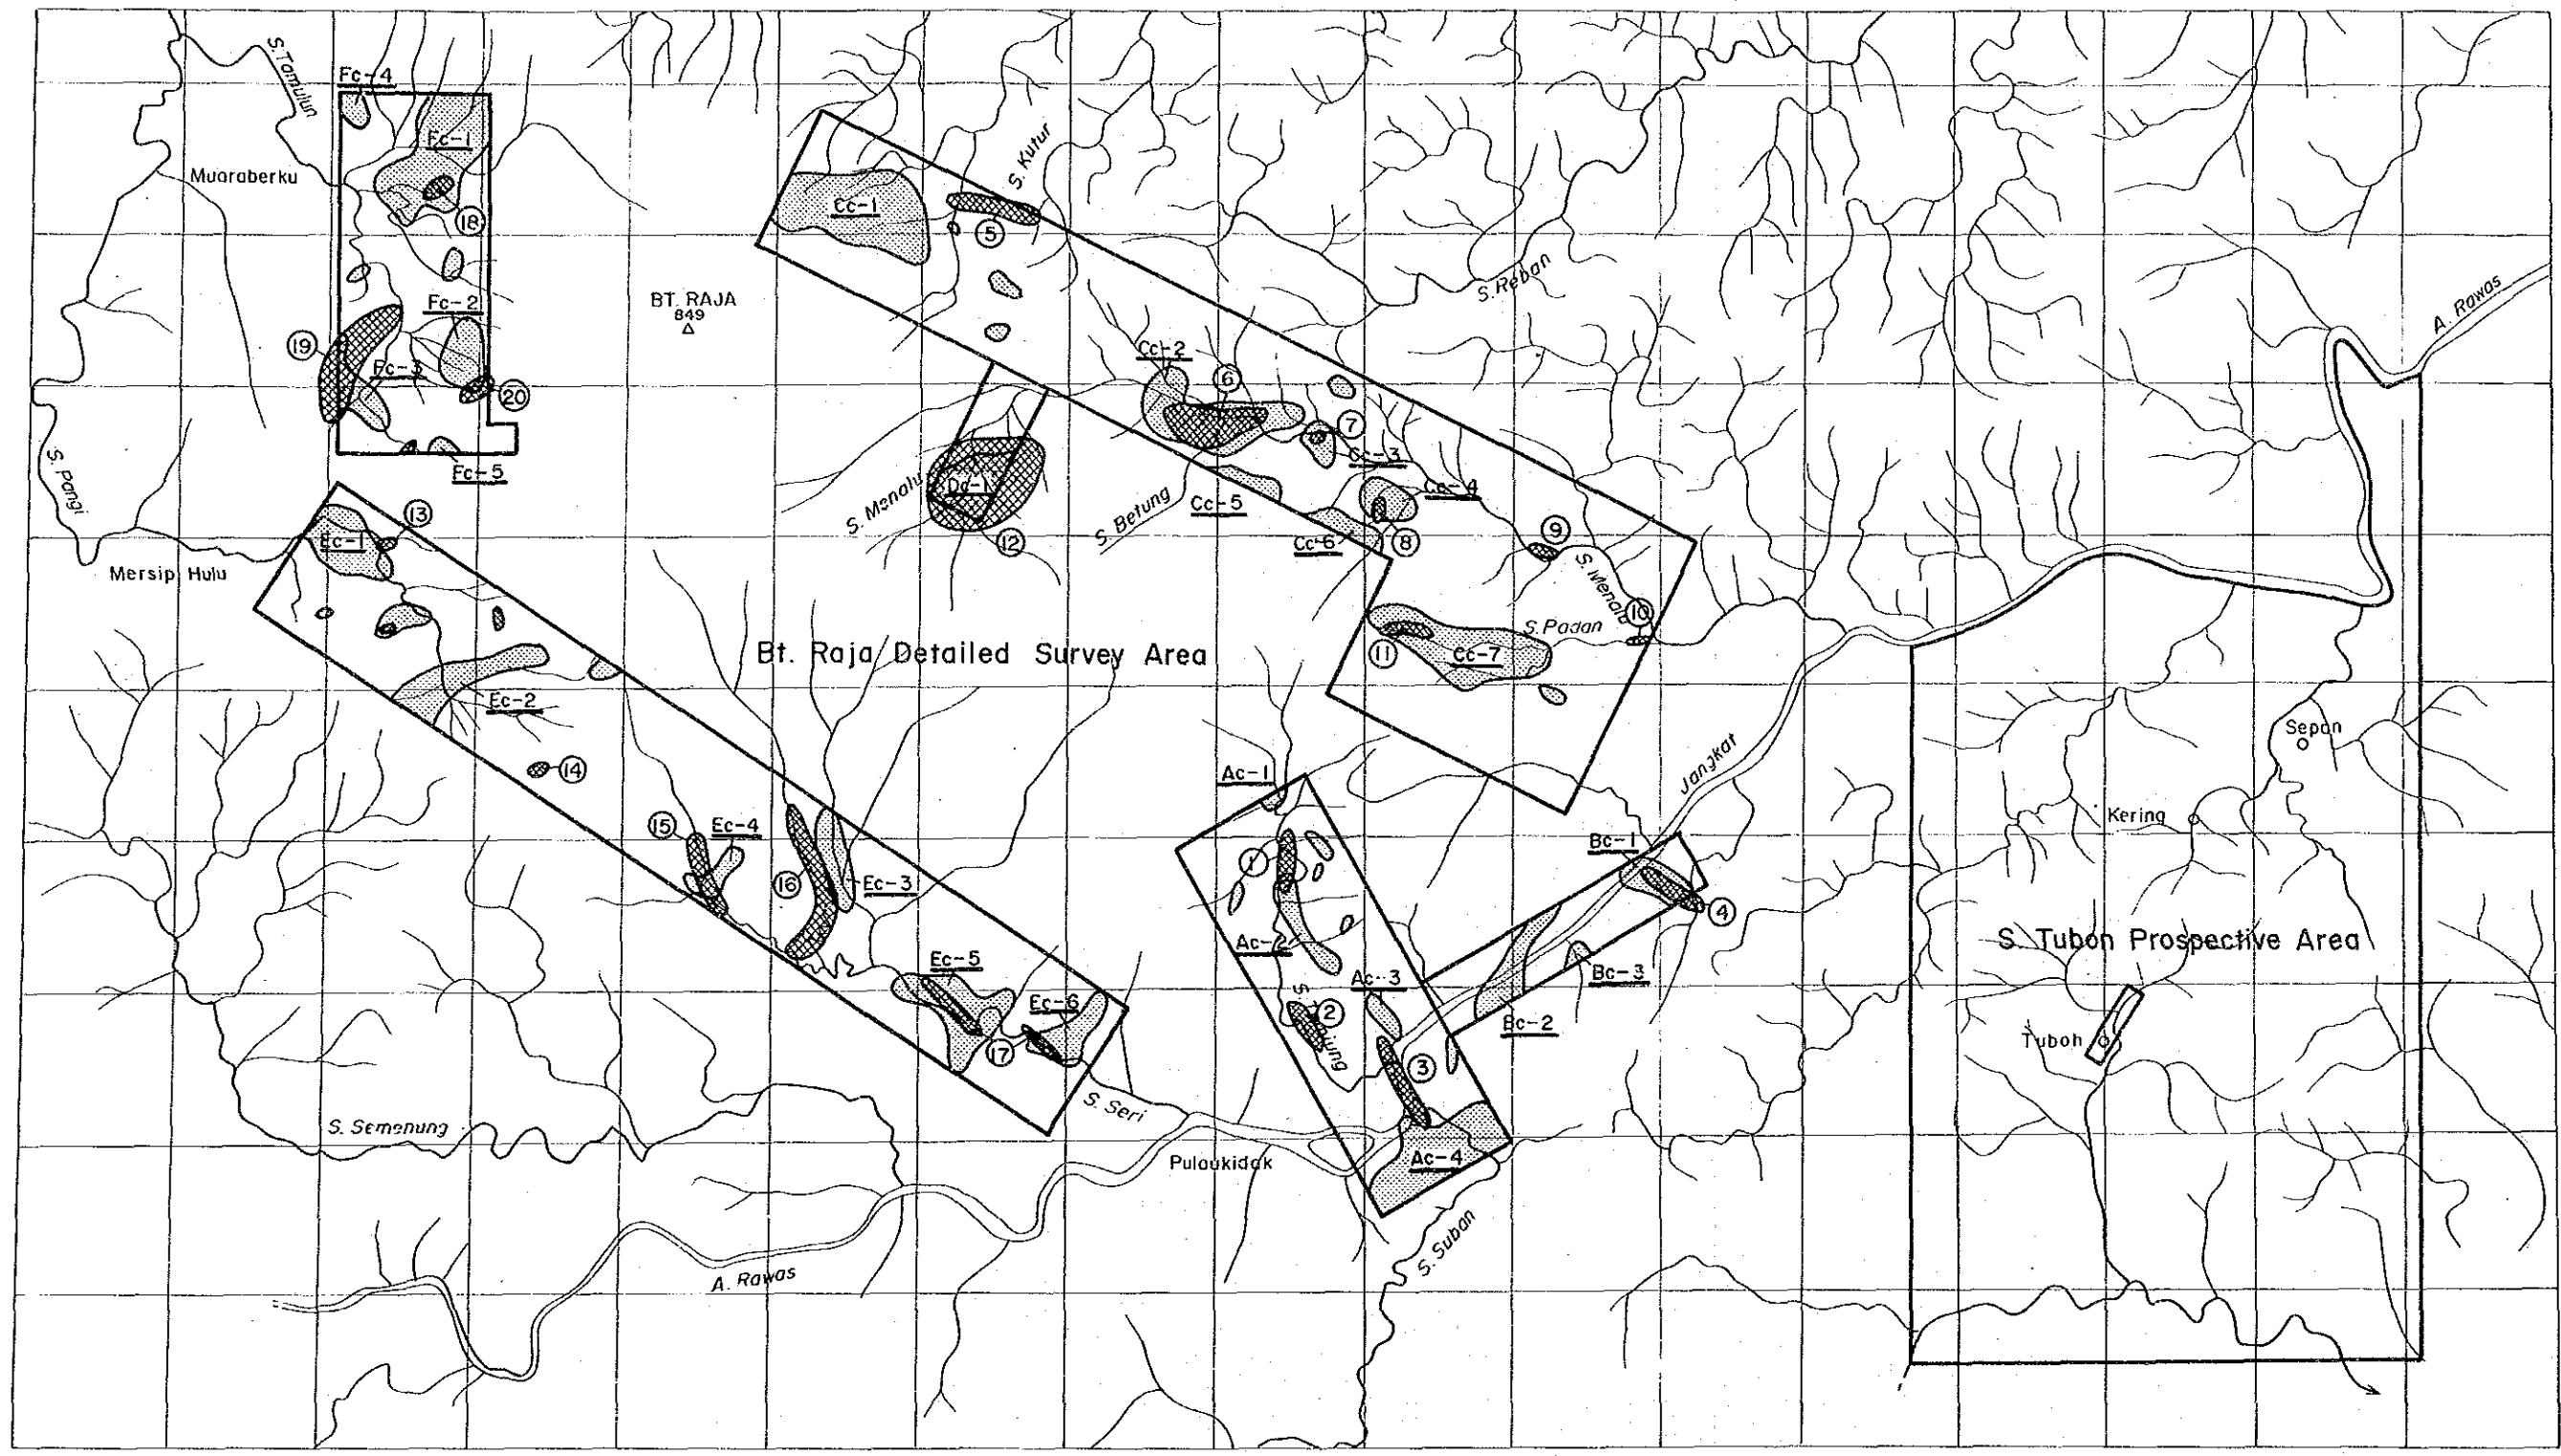 S. Tamulun
Fc-4
Fc-1
Muaraberku
18
S. Kutur
Cc-1
5
S. Reban
A. Rawas
BT. RAJA
849
Fc-2
19
Fc-3
20
Fc-5
S. Pangi
Cc-2
6
7
Cc-3
Cc-4
S. Menalu
Dc-1
12
S. Betung
Cc-5
Cc-6
8
9
S. Menalu
10
S. Padan
11
Cc-7
13
Ec-1
Mersip Hulu
Bt. Raja Detailed Survey Area
Ec-2
14
Sepan
Jangkat
Kering
Ac-1
15
Ec-4
16
Ec-3
1
Bc-1
4
Ac-2
S. Tubon Prospective Area
Ec-5
Ac-3
Bc-3
Ec-6
2
Bc-2
17
3
Tuboh
S. Seri
S. Semenung
Pulaukidak
Ac-4
S. Suban
A. Rawas